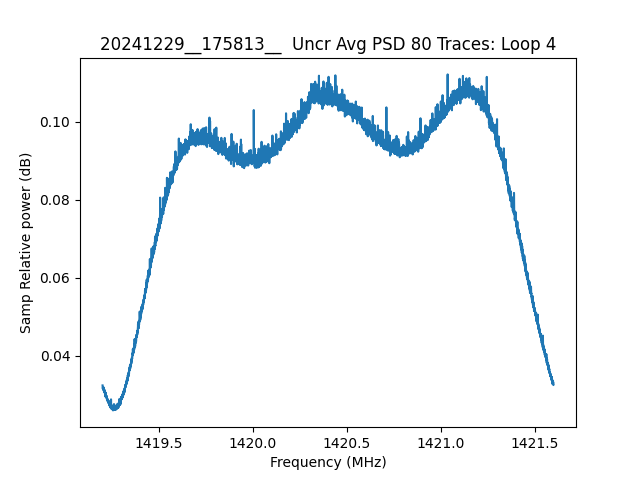 20241229__175813__  Uncr Avg PSD 80 Traces: Loop 4
Samp Relative power (dB)
0.10
0.08
0.06
0.04
1419.5 1420.0 1420.5 1421.0 1421.5
Frequency (MHz)